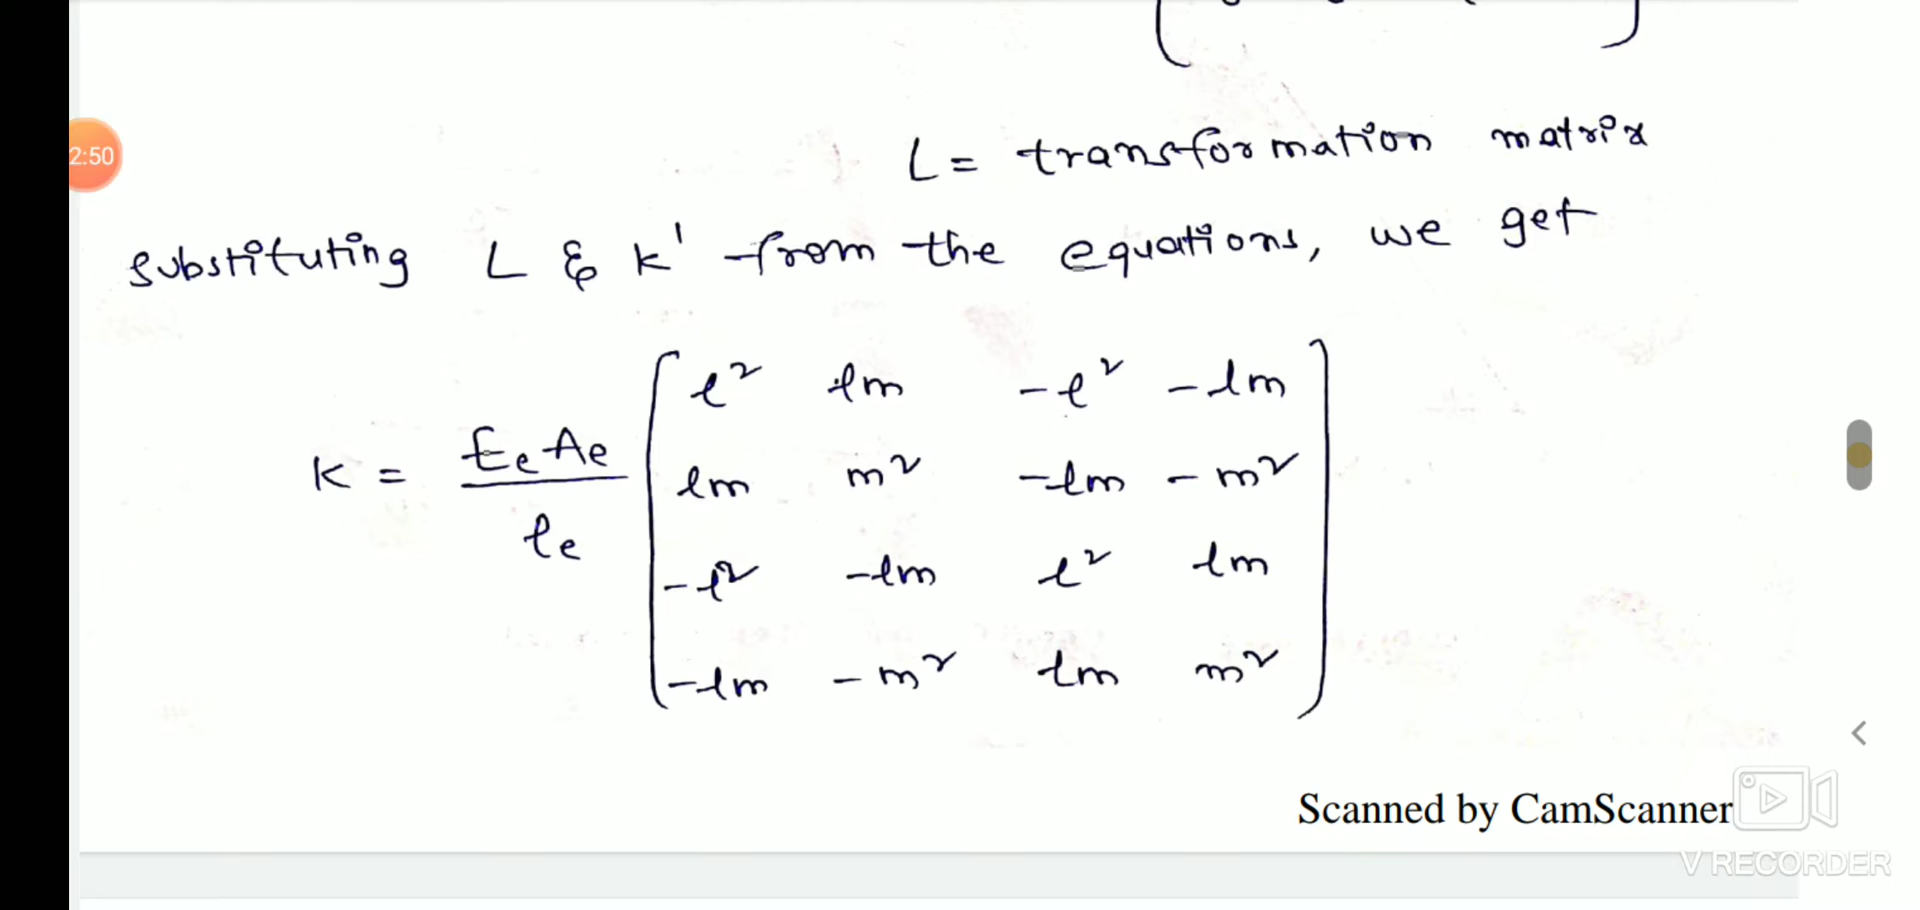 L = transformation matrix
2:50
substituting L & k' from the equations, we get
l² lm -l² -lm
K = EeAe / le lm m² -lm -m²
-l² -lm l² lm
-lm -m² lm m²
<
Scanned by CamScanner
V RECORDER